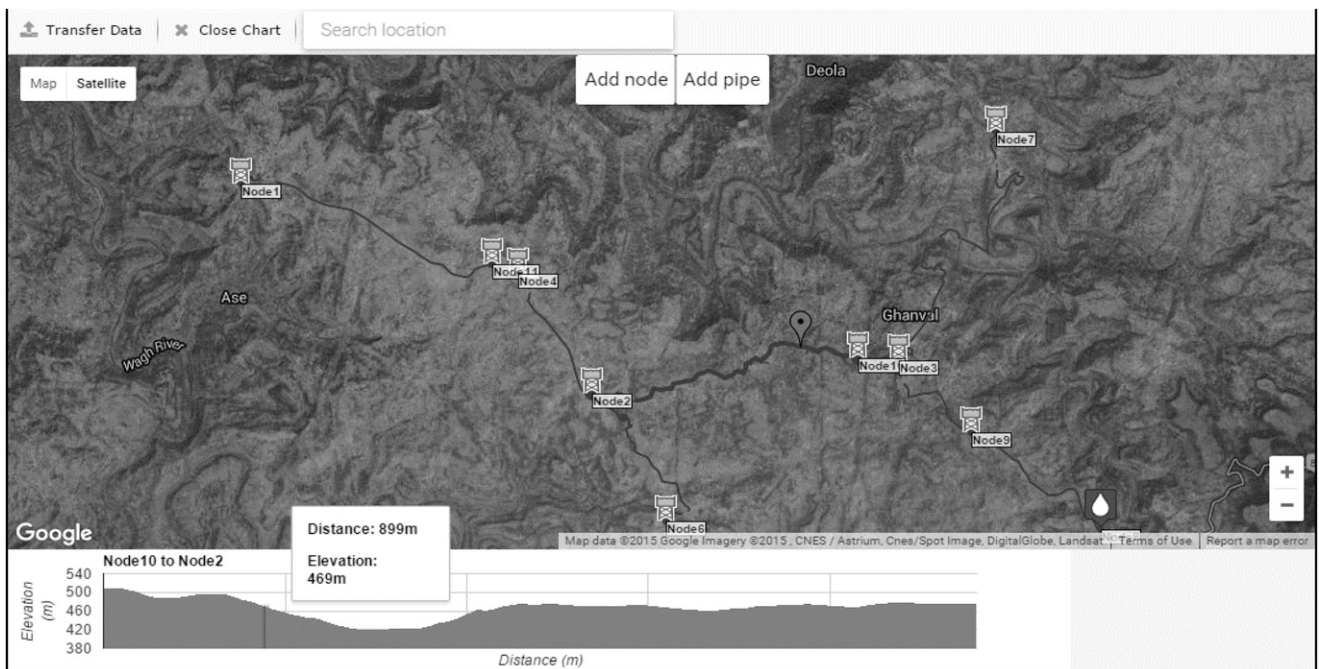 Transfer Data
Close Chart
Search location
Map
Satellite
Add node
Add pipe
Deola
Node7
Node1
Node11
Node4
Ase
Ghanval
Wagh River
Node1
Node3
Node2
Node9
Node6
Google
Map data ©2015 Google Imagery ©2015 , CNES / Astrium, Cnes/Spot Image, DigitalGlobe, Landsat
Terms of Use
Report a map error
Distance: 899m
Elevation:
469m
Node10 to Node2
540
500
460
420
380
Elevation
(m)
Distance (m)